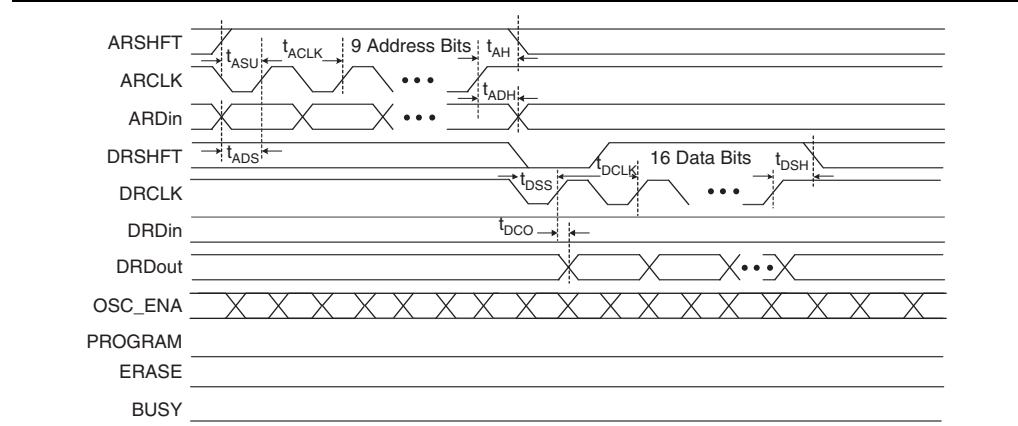 ARSHFT
tASU
tACLK
9 Address Bits
tAH
ARCLK
tADH
ARDin
tADS
DRSHFT
tDCLK
16 Data Bits
tDSH
tDSS
DRCLK
DRDin
tDCO
DRDout
OSC_ENA
PROGRAM
ERASE
BUSY